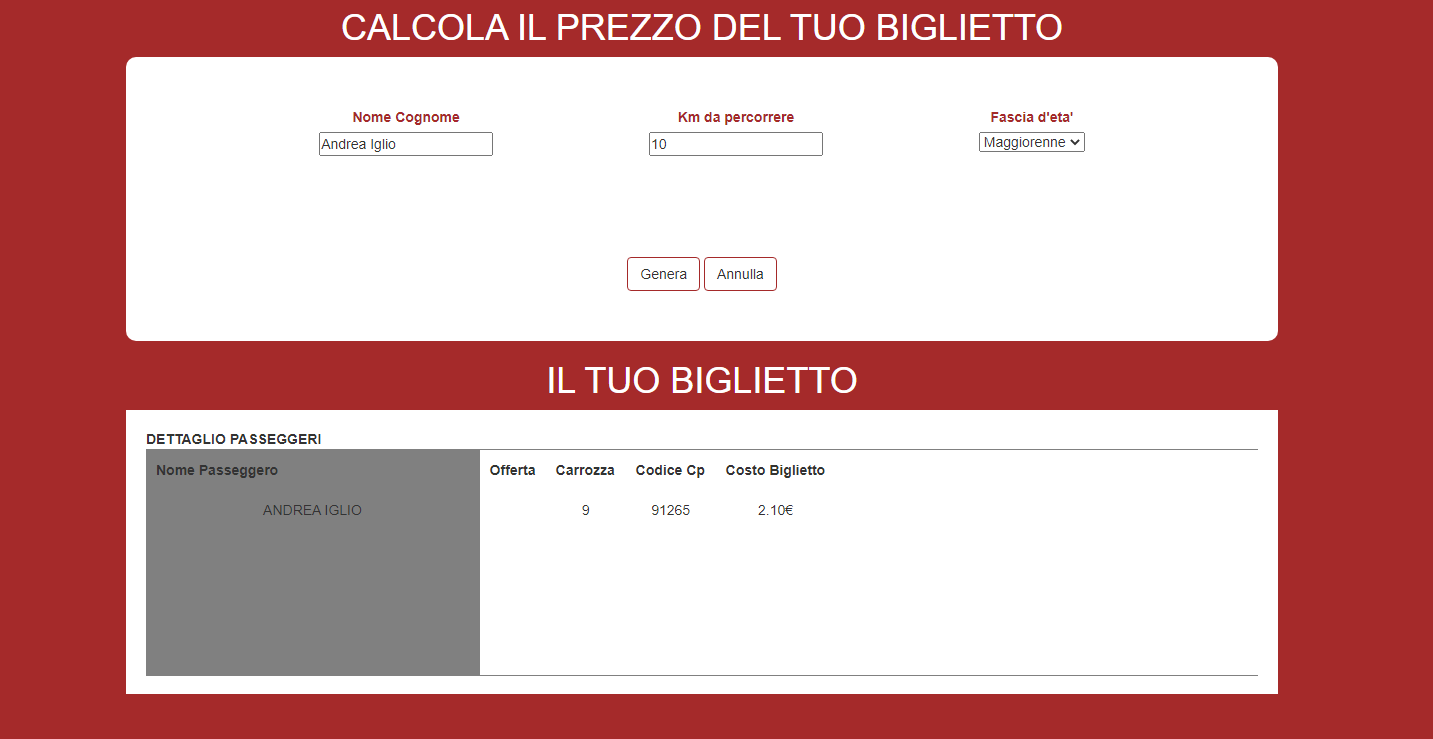 CALCOLA IL PREZZO DEL TUO BIGLIETTO
Nome Cognome Km da percorrere Fascia d'eta'
Andrea Iglio 10 Maggiorenne
Genera Annulla
IL TUO BIGLIETTO
DETTAGLIO PASSEGGERI
Nome Passeggero Offerta Carrozza Codice Cp Costo Biglietto
ANDREA IGLIO 9 91265 2.10€